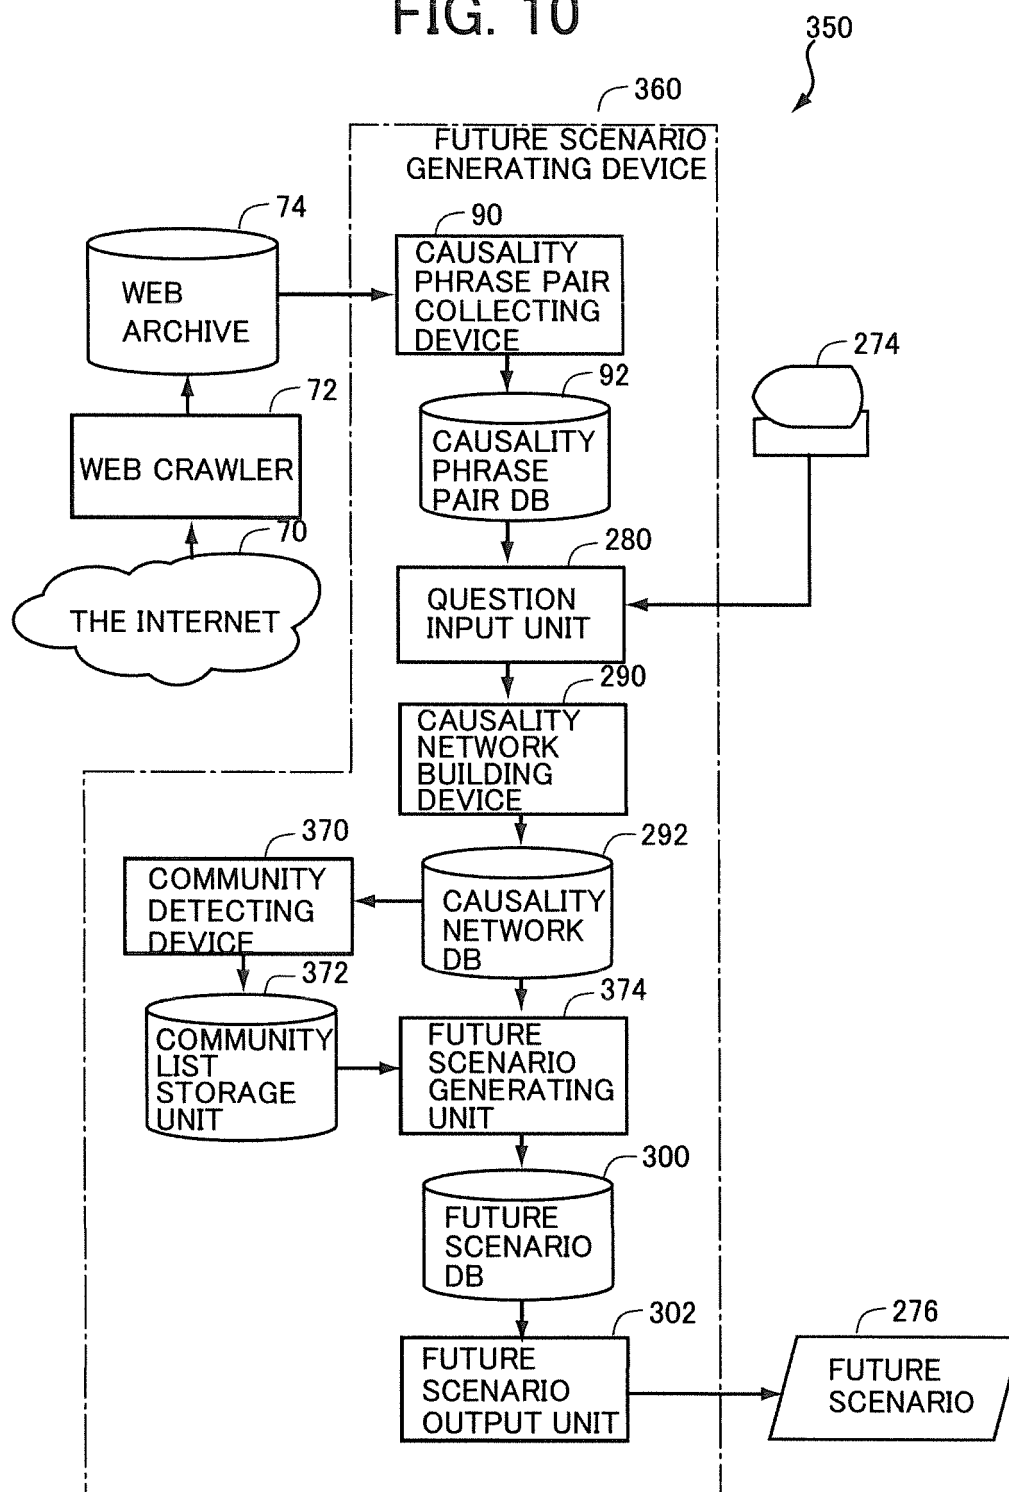 FIG. 10
350
360
FUTURE SCENARIO
GENERATING DEVICE
74
WEB
ARCHIVE
90
CAUSALITY
PHRASE PAIR
COLLECTING
DEVICE
274
72
WEB CRAWLER
92
CAUSALITY
PHRASE
PAIR DB
70
THE INTERNET
280
QUESTION
INPUT UNIT
290
CAUSALITY
NETWORK
BUILDING
DEVICE
370
COMMUNITY
DETECTING
DEVICE
292
CAUSALITY
NETWORK
DB
372
COMMUNITY
LIST
STORAGE
UNIT
374
FUTURE
SCENARIO
GENERATING
UNIT
300
FUTURE
SCENARIO
DB
302
FUTURE
SCENARIO
OUTPUT UNIT
276
FUTURE
SCENARIO